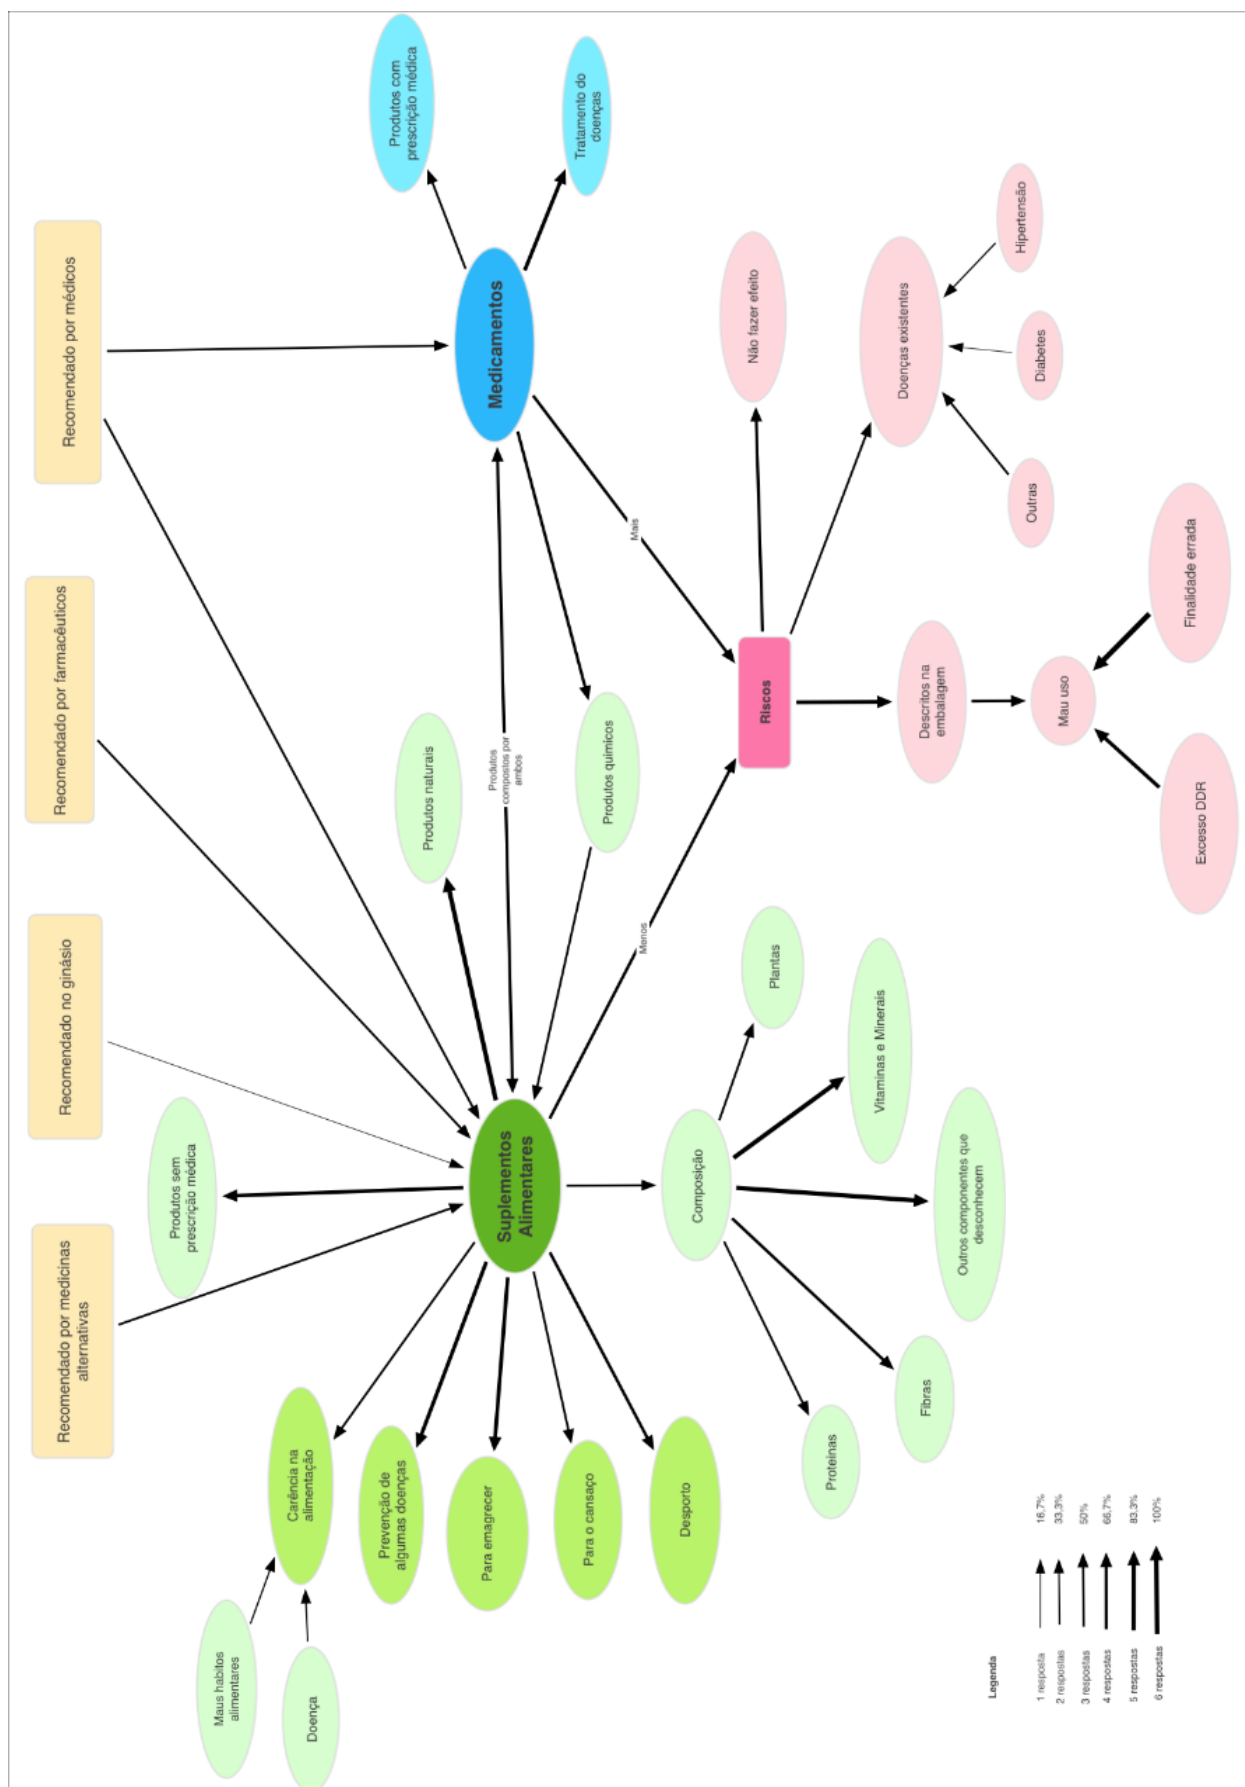 Recomendado por medicinas
alternativas
Recomendado no ginásio
Recomendado por farmacêuticos
Recomendado por médicos
Produtos sem
prescrição médica
Maus habitos
alimentares
Doença
Carência na
alimentação
Prevenção de
algumas doenças
Para emagrecer
Para o cansaço
Desporto
Suplementos
Alimentares
Produtos naturais
Produtos
compostos por
ambos
Produtos quimicos
Medicamentos
Produtos com
prescrição médica
Tratamento do
doenças
Menos
Mais
Composição
Proteinas
Fibras
Outros componentes que
desconhecem
Vitaminas e Minerais
Plantas
Riscos
Não fazer efeito
Doenças existentes
Outras
Diabetes
Hipertensão
Descritos na
embalagem
Mau uso
Excesso DDR
Finalidade errada
Legenda
1 resposta 16,7%
2 respostas 33,3%
3 respostas 50%
4 respostas 66,7%
5 respostas 83,3%
6 respostas 100%